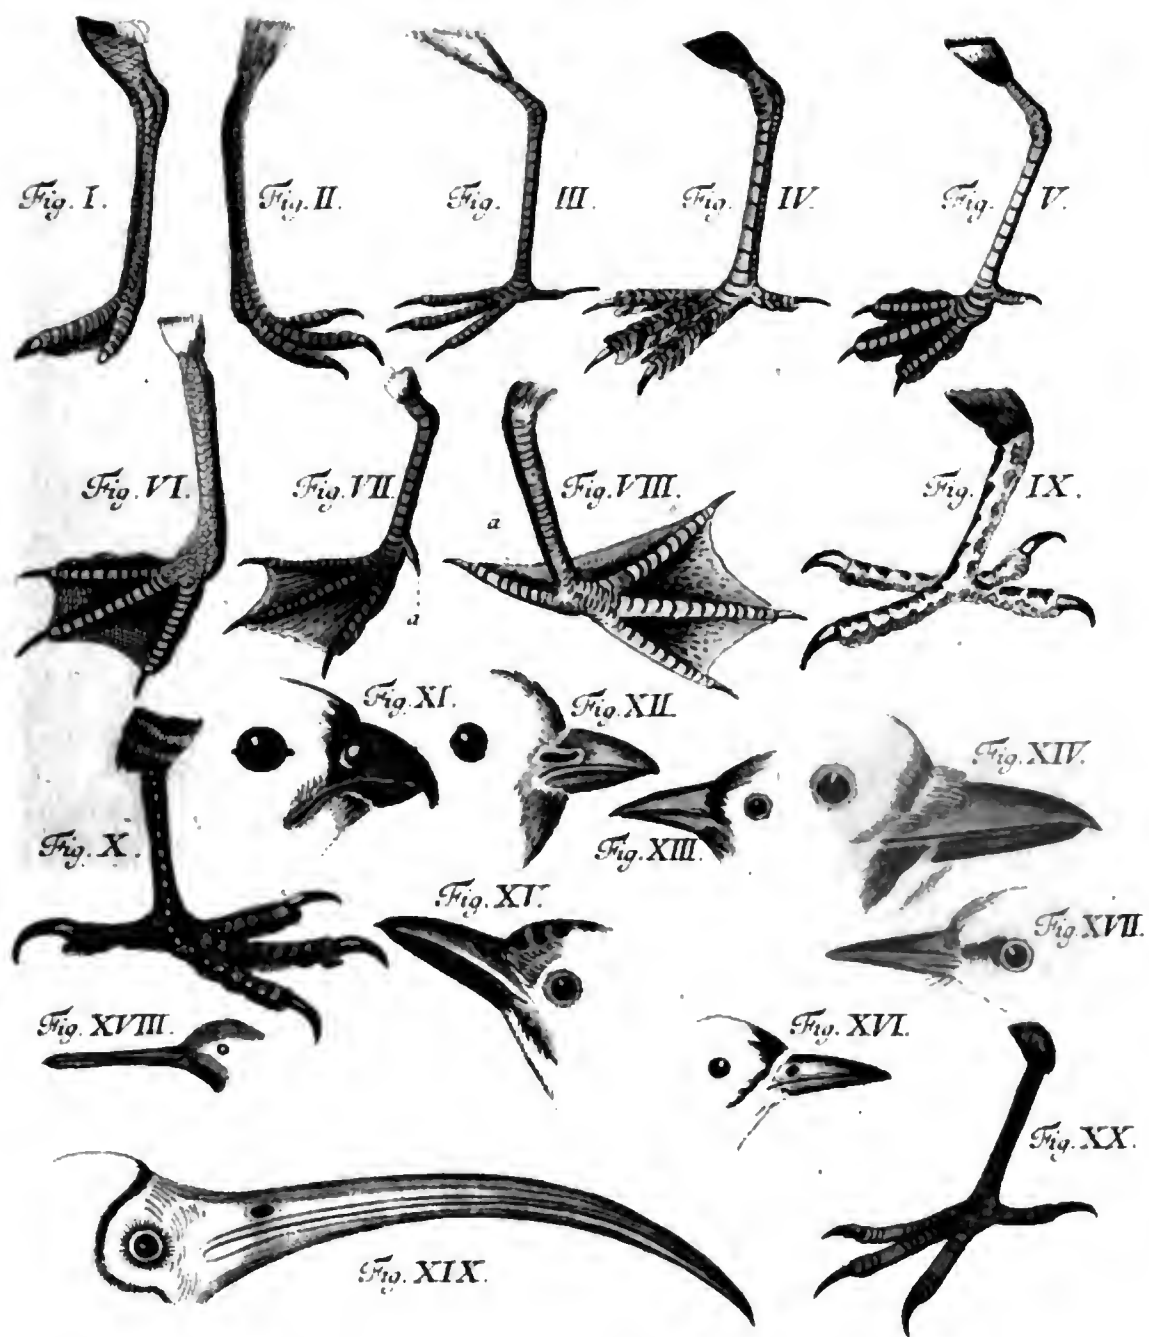 Fig. I.
Fig. II.
Fig. III.
Fig. IV.
Fig. V.
Fig. VI.
Fig. VII.
Fig. VIII.
Fig. IX.
a
a
Fig. XI.
Fig. XII.
Fig. XIV.
Fig. X.
Fig. XIII.
Fig. XV.
Fig. XVII.
Fig. XVIII.
Fig. XVI.
Fig. XX.
Fig. XIX.